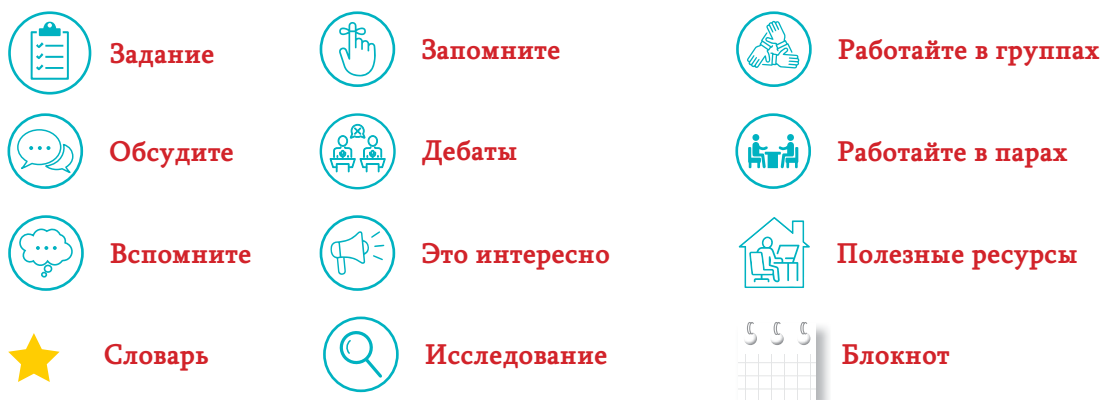 Задание
Запомните
Работайте в группах
Обсудите
Дебаты
Работайте в парах
Вспомните
Это интересно
Полезные ресурсы
Словарь
Исследование
Блокнот